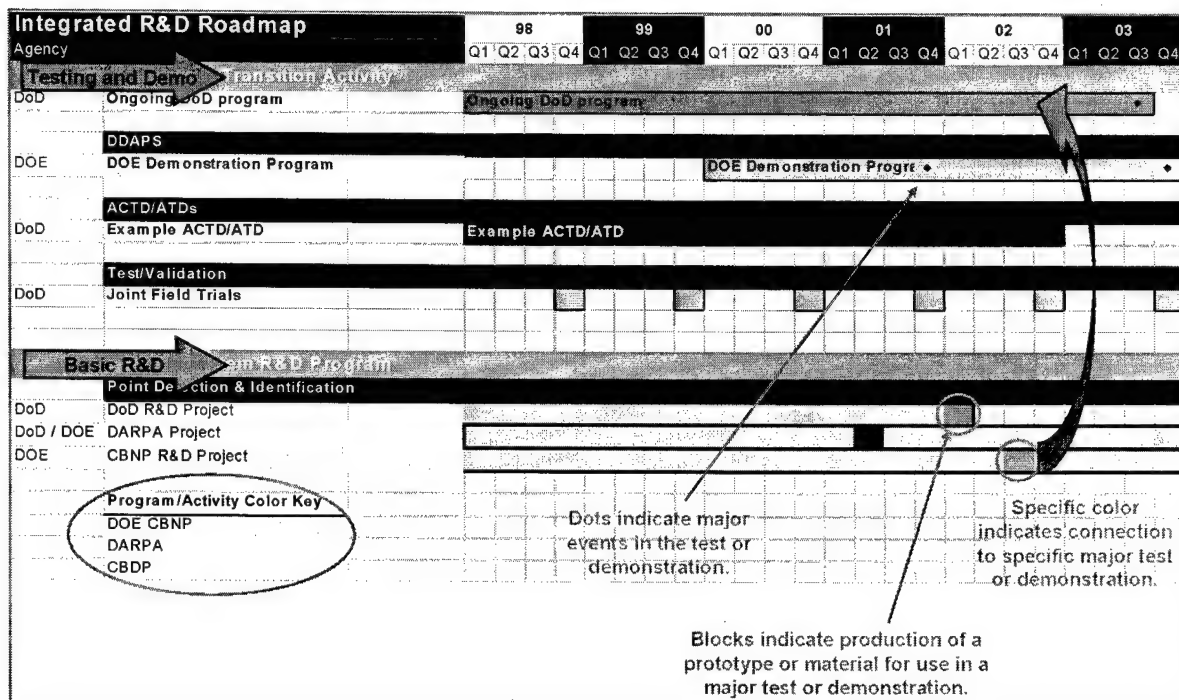 Integrated R&D Roadmap
98 99 00 01 02 03
Agency
Q1 Q2 Q3 Q4 Q1 Q2 Q3 Q4 Q1 Q2 Q3 Q4 Q1 Q2 Q3 Q4 Q1 Q2 Q3 Q4 Q1 Q2 Q3 Q4
Testing and Demo Transition Activity
DoD Ongoing DoD program Ongoing DoD program
DDAPS
DOE DOE Demonstration Program DOE Demonstration Progr
ACTD/ATDs
DoD Example ACTD/ATD Example ACTD/ATD
Test/Validation
DoD Joint Field Trials
Basic R&D R&D Program
Point Detection & Identification
DoD DoD R&D Project
DoD / DOE DARPA Project
DOE CBNP R&D Project
Program/Activity Color Key
DOE CBNP
DARPA
CBDP
Dots indicate major
events in the test or
demonstration.
Specific color
indicates connection
to specific major test
or demonstration.
Blocks indicate production of a
prototype or material for use in a
major test or demonstration.